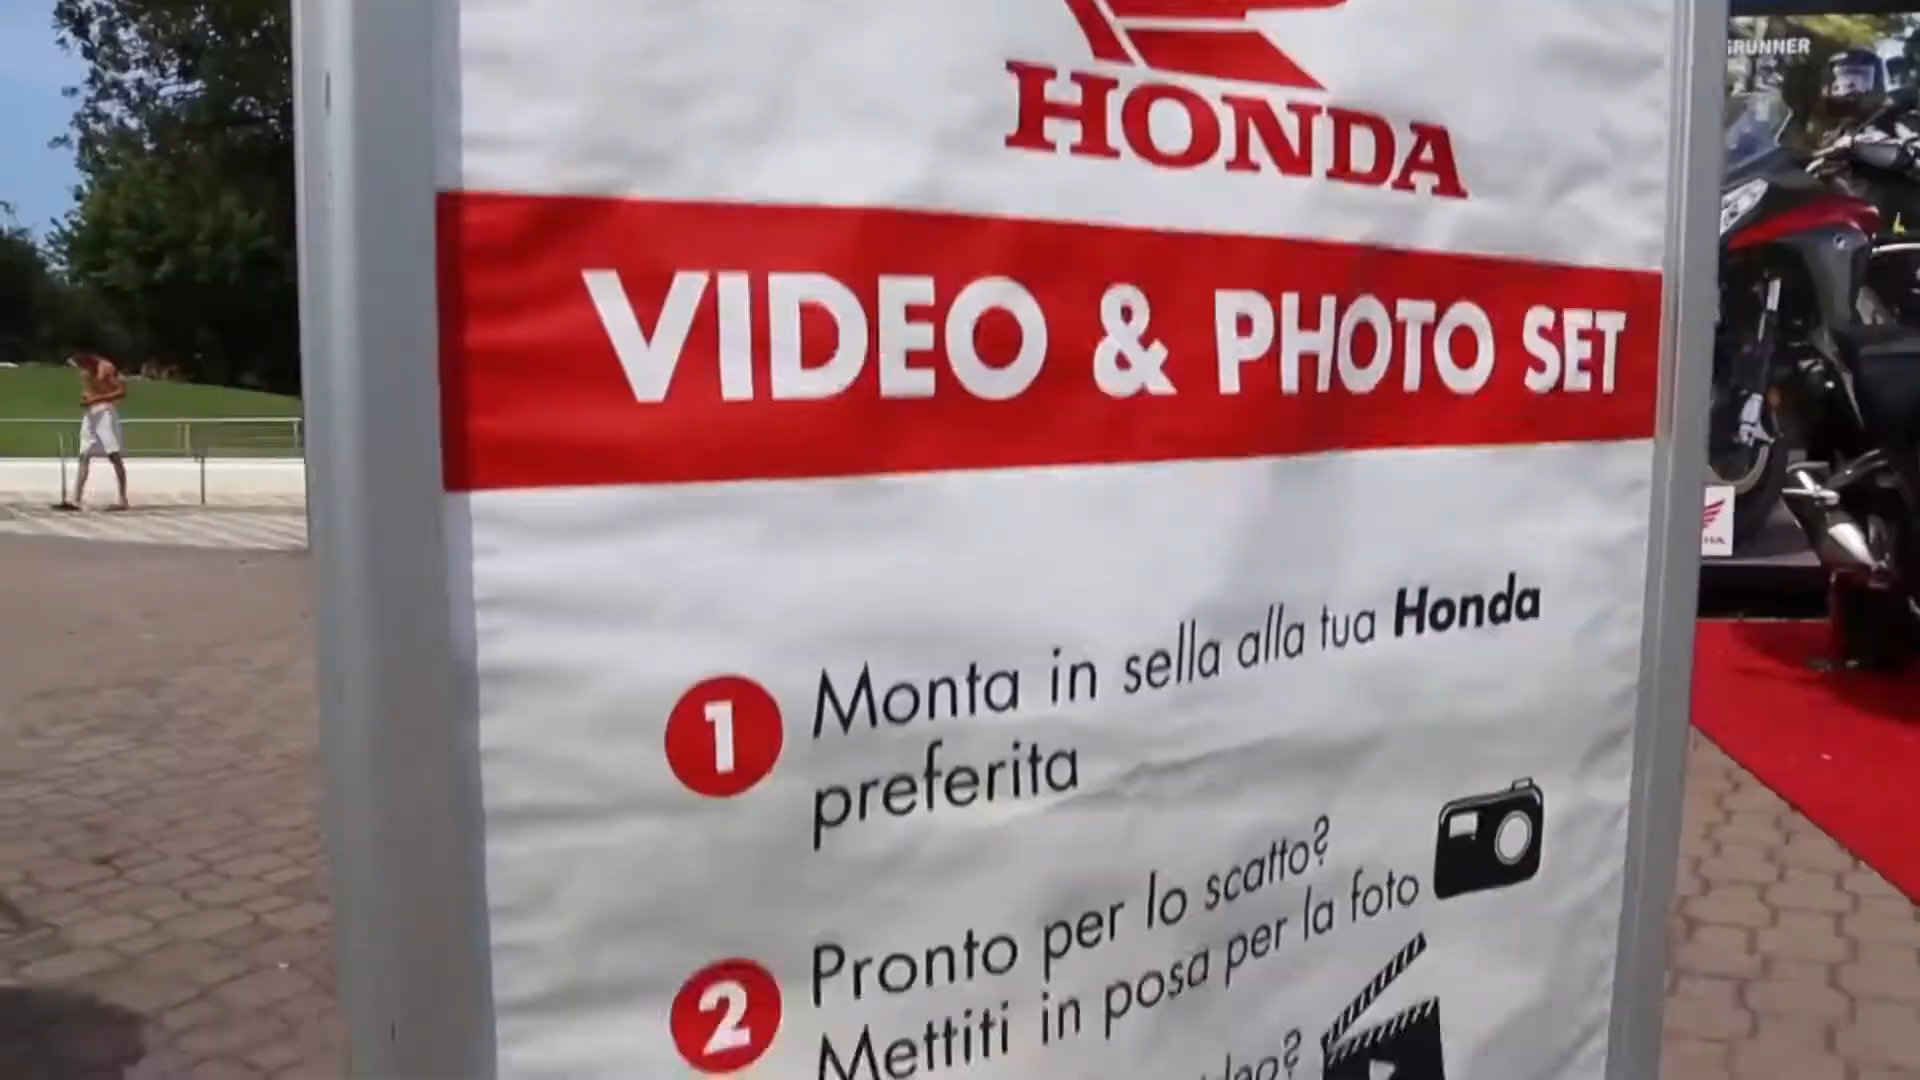 HONDA
GRUNNER
VIDEO & PHOTO SET
1 Monta in sella alla tua Honda
preferita
2 Pronto per lo scatto?
Mettiti in posa per la foto